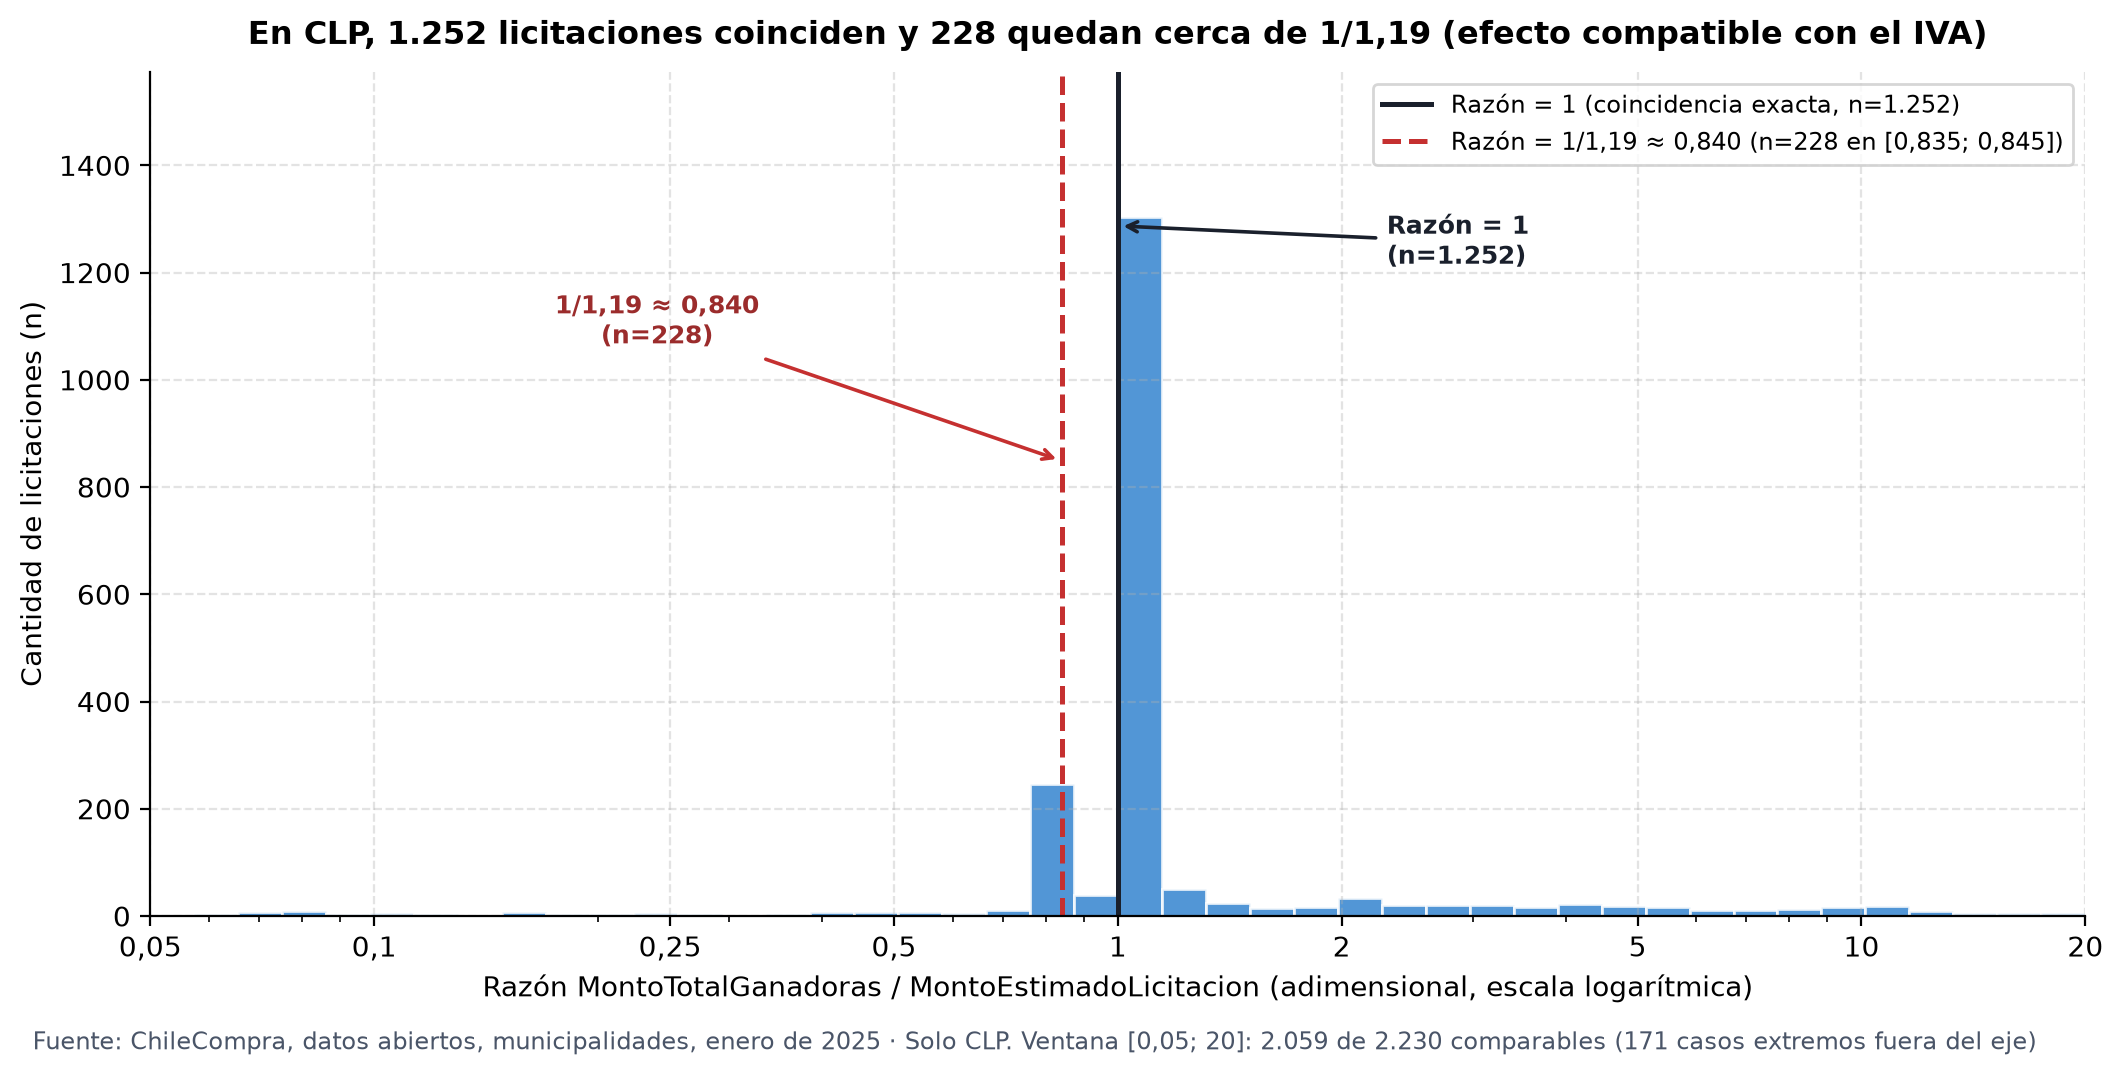 En CLP, 1.252 licitaciones coinciden y 228 quedan cerca de 1/1,19 (efecto compatible con el IVA)
Razón = 1 (coincidencia exacta, n=1.252)
Razón = 1/1,19 ≈ 0,840 (n=228 en [0,835; 0,845])
Razón = 1
(n=1.252)
1/1,19 ≈ 0,840
(n=228)
Cantidad de licitaciones (n)
1400
1200
1000
800
600
400
200
0
0,05 0,1 0,25 0,5 1 2 5 10 20
Razón MontoTotalGanadoras / MontoEstimadoLicitacion (adimensional, escala logarítmica)
Fuente: ChileCompra, datos abiertos, municipalidades, enero de 2025 · Solo CLP. Ventana [0,05; 20]: 2.059 de 2.230 comparables (171 casos extremos fuera del eje)